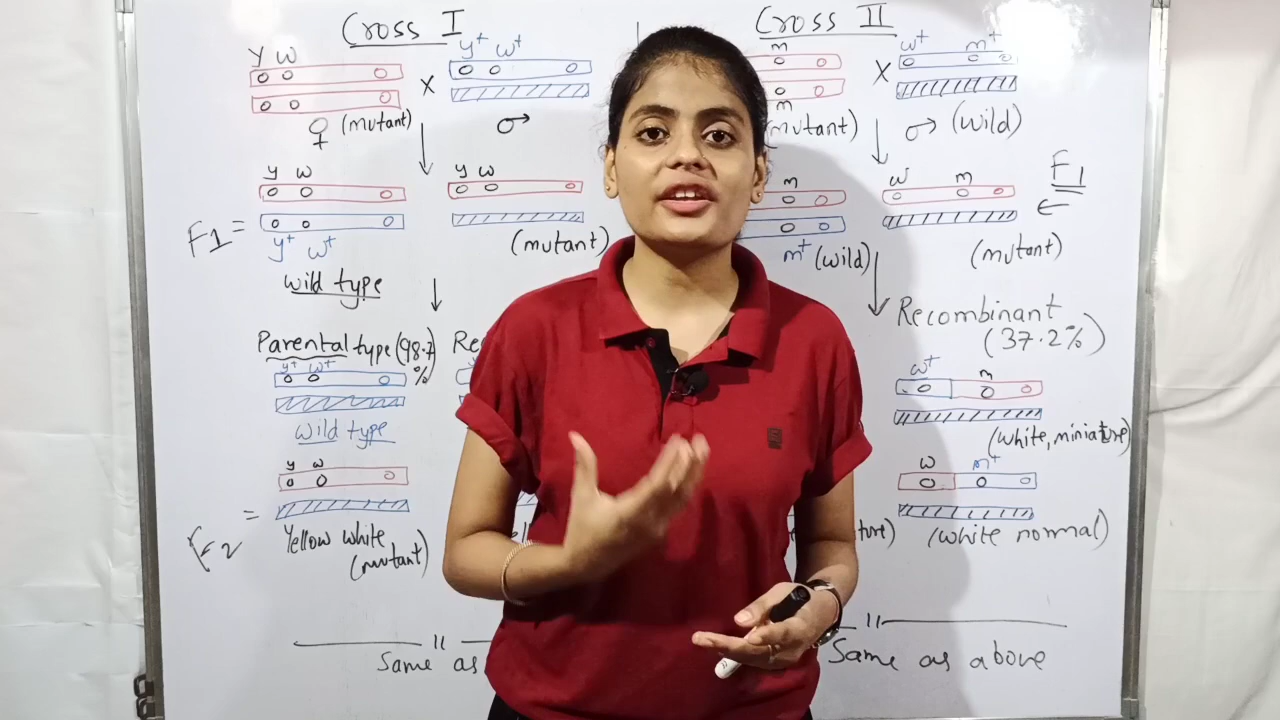 Cross I
y w
y+ w+
X
♀ (mutant)
♂
y w
y w
F1 =
y+ w+
(mutant)
Wild type
Parental type (98.7
%)
y+ w+
Wild type
y w
F2 =
Yellow white
(mutant)
"
Same as
Cross II
m
w+ m+
X
m
mutant)
♂ (wild)
F1
m
w m
m+ (wild)
(mutant)
Recombinant
(37.2%)
w+ m
(white, miniature)
w m+
ture)
(white normal)
"
Same as above